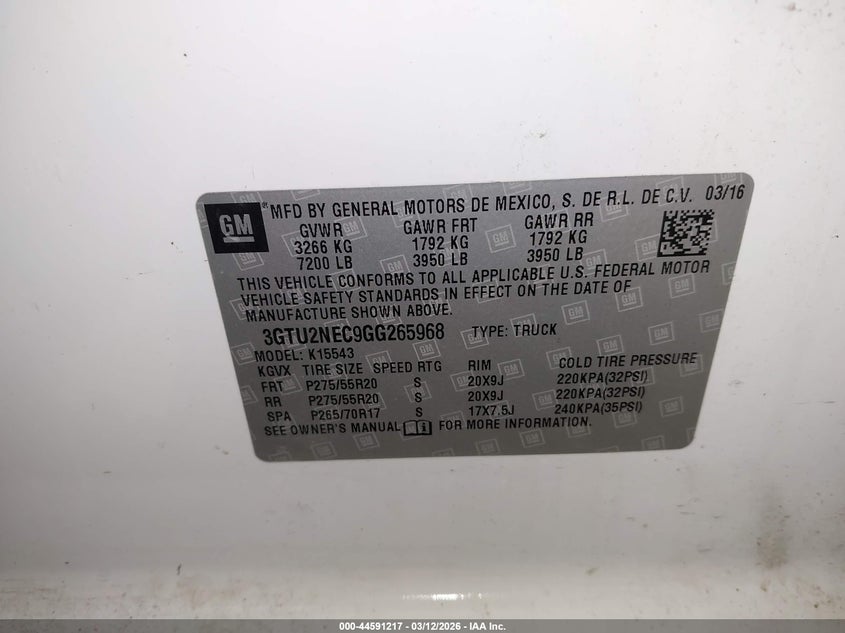 GM ® MFD BY GENERAL MOTORS DE MEXICO, S. DE R.L. DE C.V. 03/16
GVWR GAWR FRT GAWR RR
3266 KG 1792 KG 1792 KG
7200 LB 3950 LB 3950 LB
THIS VEHICLE CONFORMS TO ALL APPLICABLE U.S. FEDERAL MOTOR
VEHICLE SAFETY STANDARDS IN EFFECT ON THE DATE OF
MANUFACTURE SHOWN ABOVE.
3GTU2NEC9GG265968 TYPE: TRUCK
MODEL: K15543
KGVX TIRE SIZE SPEED RTG RIM COLD TIRE PRESSURE
FRT P275/55R20 S 20X9J 220KPA(32PSI)
RR P275/55R20 S 20X9J 220KPA(32PSI)
SPA P265/70R17 S 17X7.5J 240KPA(35PSI)
SEE OWNER'S MANUAL FOR MORE INFORMATION.
000-44591217 - 03/12/2026 - IAA Inc.